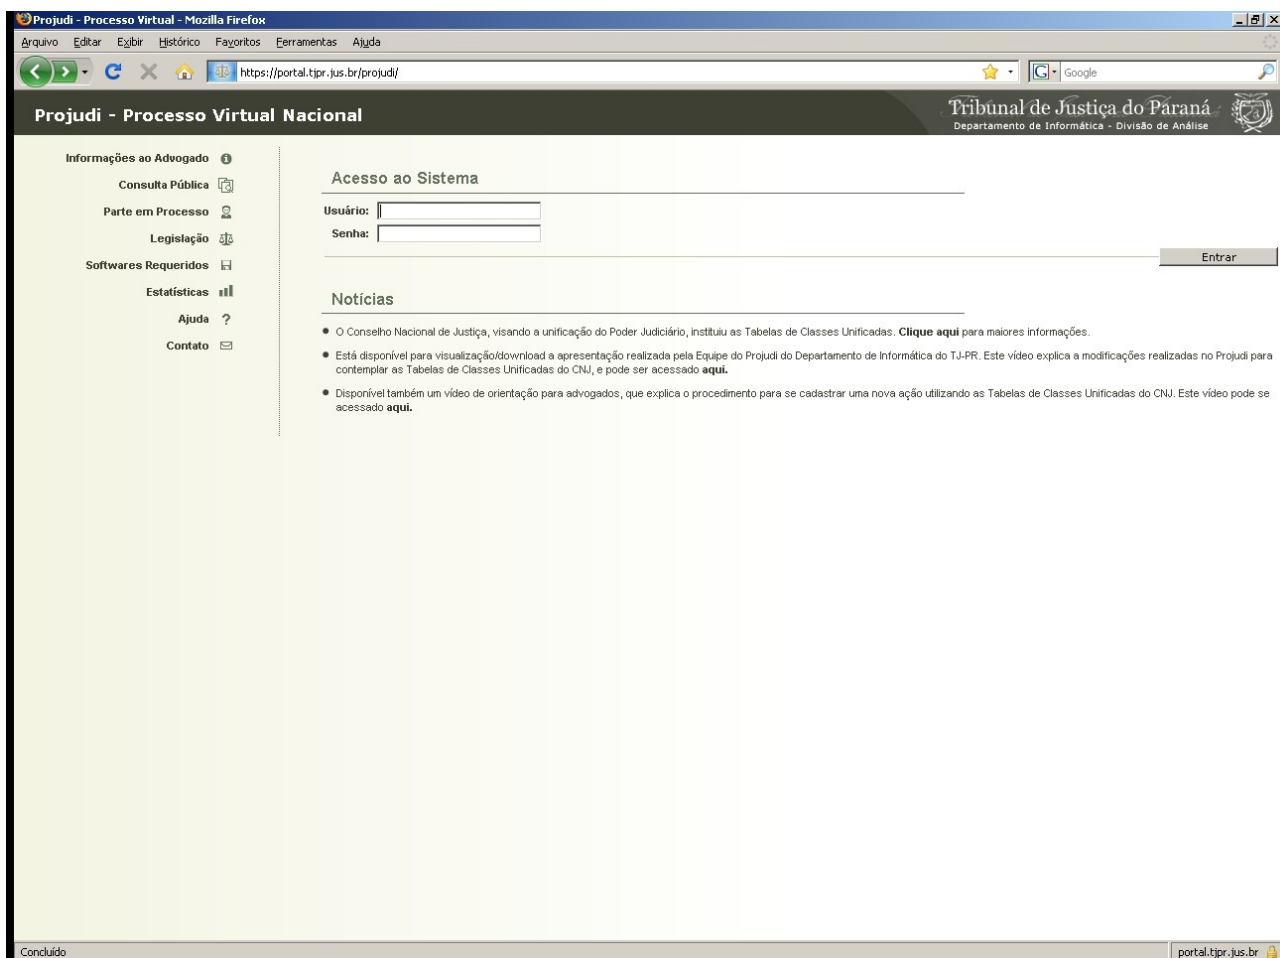 Projudi - Processo Virtual - Mozilla Firefox
Arquivo Editar Exibir Histórico Favoritos Ferramentas Ajuda
https://portal.tjpr.jus.br/projudi/
Google
Projudi - Processo Virtual Nacional
Tribunal de Justiça do Paraná
Departamento de Informática - Divisão de Análise
Informações ao Advogado
Consulta Pública
Parte em Processo
Legislação
Softwares Requeridos
Estatísticas
Ajuda ?
Contato
Acesso ao Sistema
Usuário:
Senha:
Entrar
Notícias
O Conselho Nacional de Justiça, visando a unificação do Poder Judiciário, instituiu as Tabelas de Classes Unificadas. Clique aqui para maiores informações.
Está disponível para visualização/download a apresentação realizada pela Equipe do Projudi do Departamento de Informática do TJ-PR. Este vídeo explica a modificações realizadas no Projudi para
contemplar as Tabelas de Classes Unificadas do CNJ, e pode ser acessado aqui.
Disponível também um vídeo de orientação para advogados, que explica o procedimento para se cadastrar uma nova ação utilizando as Tabelas de Classes Unificadas do CNJ. Este vídeo pode se
acessado aqui.
Concluído
portal.tjpr.jus.br